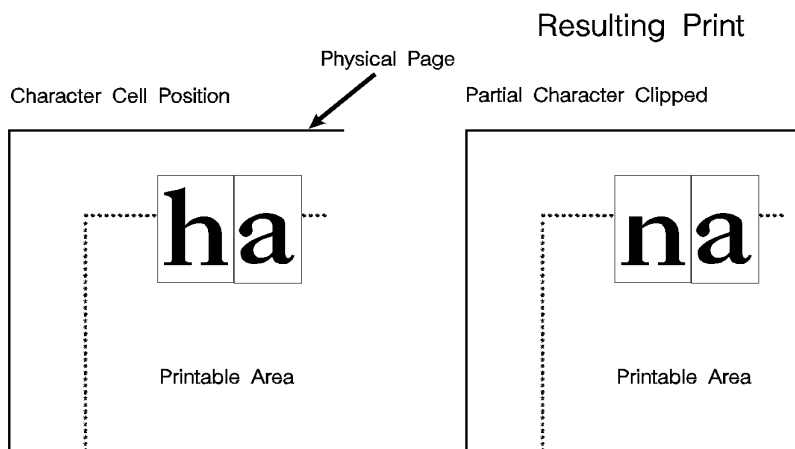 Resulting Print
Physical Page
Character Cell Position
Partial Character Clipped
ha
na
Printable Area
Printable Area